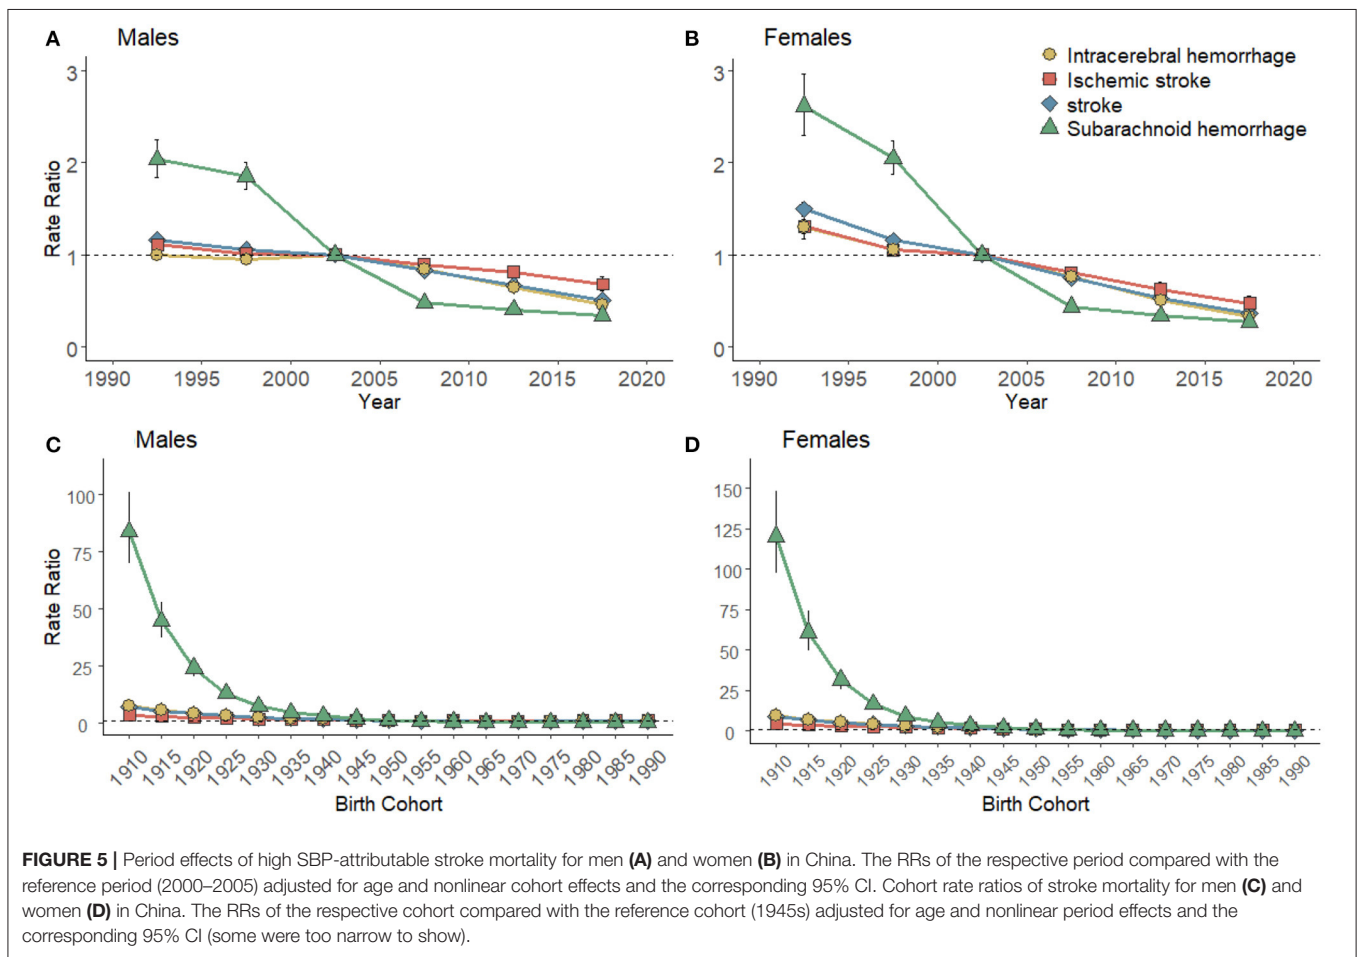 A Males
3
2
1
0
Rate Ratio
1990 1995 2000 2005 2010 2015 2020
Year
B Females
3
2
1
0
1990 1995 2000 2005 2010 2015 2020
Year
Intracerebral hemorrhage
Ischemic stroke
stroke
Subarachnoid hemorrhage
C Males
100
75
50
25
0
Rate Ratio
1910 1915 1920 1925 1930 1935 1940 1945 1950 1955 1960 1965 1970 1975 1980 1985 1990
Birth Cohort
D Females
150
125
100
75
50
25
0
1910 1915 1920 1925 1930 1935 1940 1945 1950 1955 1960 1965 1970 1975 1980 1985 1990
Birth Cohort
FIGURE 5 | Period effects of high SBP-attributable stroke mortality for men (A) and women (B) in China. The RRs of the respective period compared with the
reference period (2000–2005) adjusted for age and nonlinear cohort effects and the corresponding 95% CI. Cohort rate ratios of stroke mortality for men (C) and
women (D) in China. The RRs of the respective cohort compared with the reference cohort (1945s) adjusted for age and nonlinear period effects and the
corresponding 95% CI (some were too narrow to show).